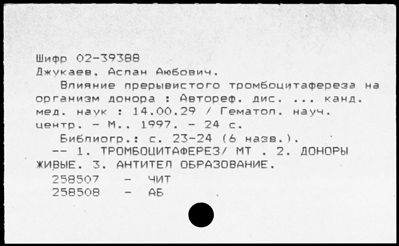 Шифр 02-39388
Джукаев, Аслан Аюбович.
Влияние прерывистого тромбоцитафереза на
организм донора : Автореф. дис. ... канд.
мед. наук : 14.00.29 / Гематол. науч.
центр. - М., 1997. - 24 с.
Библиогр.: с. 23-24 (6 назв.).
-- 1. ТРОМБОЦИТАФЕРЕЗ/ МТ . 2. ДОНОРЫ
ЖИВЫЕ. 3. АНТИТЕЛ ОБРАЗОВАНИЕ.
258507 - ЧИТ
258508 - АБ